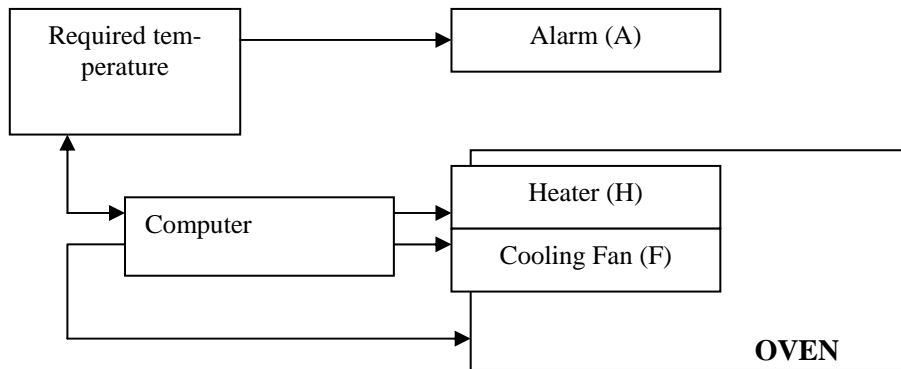 Required tem-
perature
Alarm (A)
Heater (H)
Computer
Cooling Fan (F)
OVEN